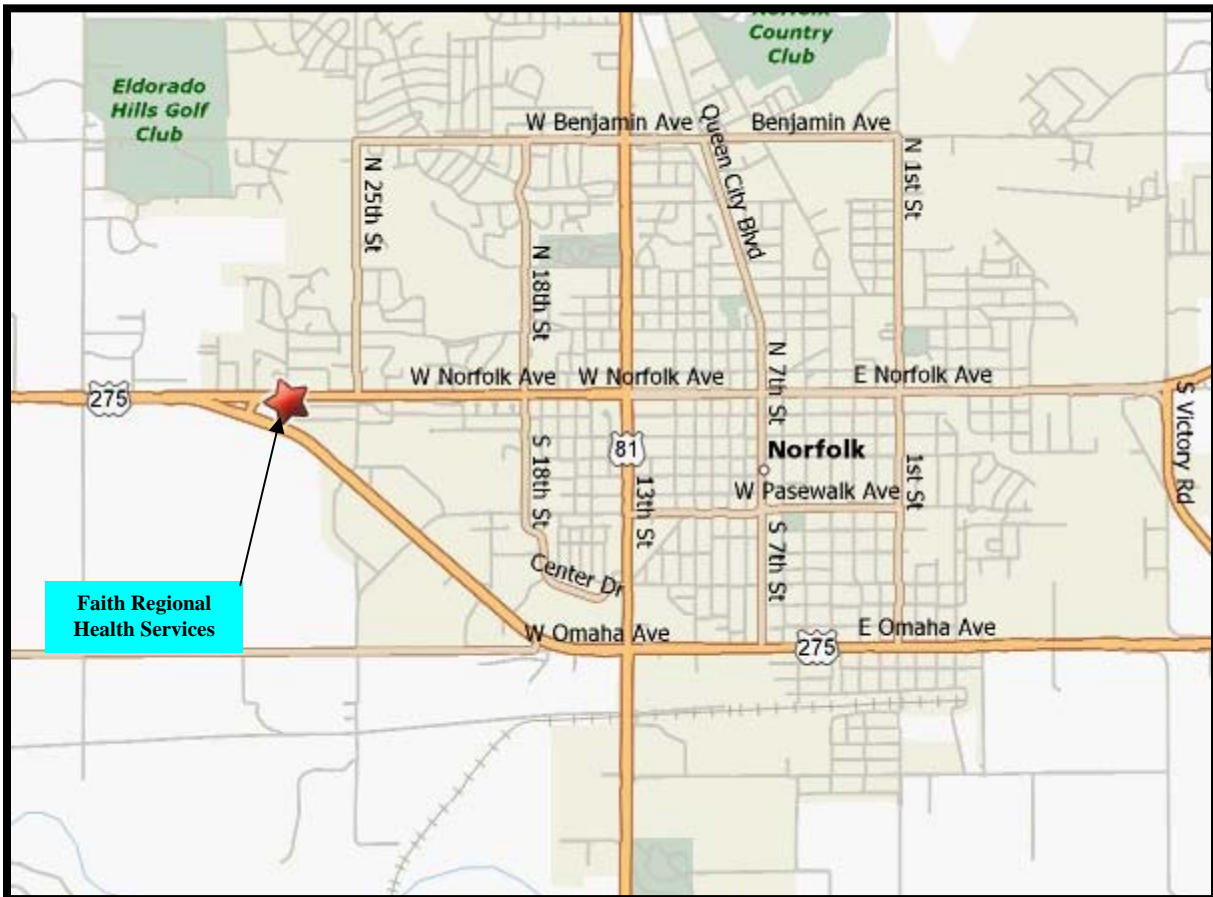 Norfolk
Country
Club
Eldorado
Hills Golf
Club
W Benjamin Ave
Benjamin Ave
Queen City Blvd
N 1st St
N 25th St
N 18th St
W Norfolk Ave
W Norfolk Ave
N 7th St
E Norfolk Ave
275
S Victory Rd
S 18th St
81
13th St
Norfolk
1st St
W Pasewalk Ave
S 7th St
Center Dr
Faith Regional
Health Services
W Omaha Ave
E Omaha Ave
275